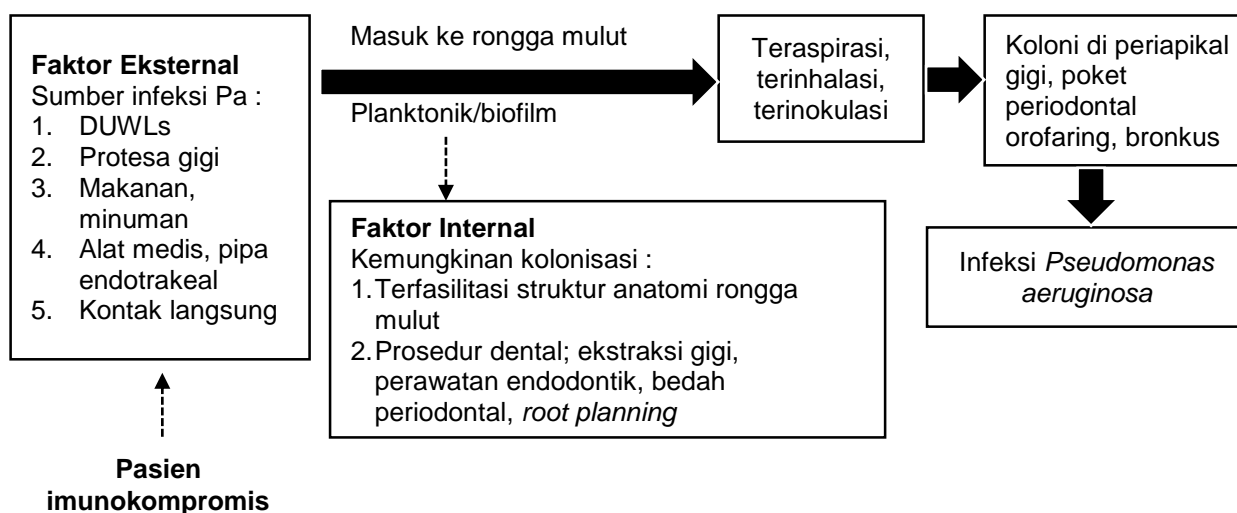 Faktor Eksternal
Sumber infeksi Pa :
1. DUWLs
2. Protesa gigi
3. Makanan,
minuman
4. Alat medis, pipa
endotrakeal
5. Kontak langsung
Pasien
imunokompromis
Masuk ke rongga mulut
Planktonik/biofilm
Faktor Internal
Kemungkinan kolonisasi :
1. Terfasilitasi struktur anatomi rongga
mulut
2. Prosedur dental; ekstraksi gigi,
perawatan endodontik, bedah
periodontal, root planning
Teraspirasi,
terinhalasi,
terinokulasi
Koloni di periapikal
gigi, poket
periodontal
orofaring, bronkus
Infeksi Pseudomonas
aeruginosa